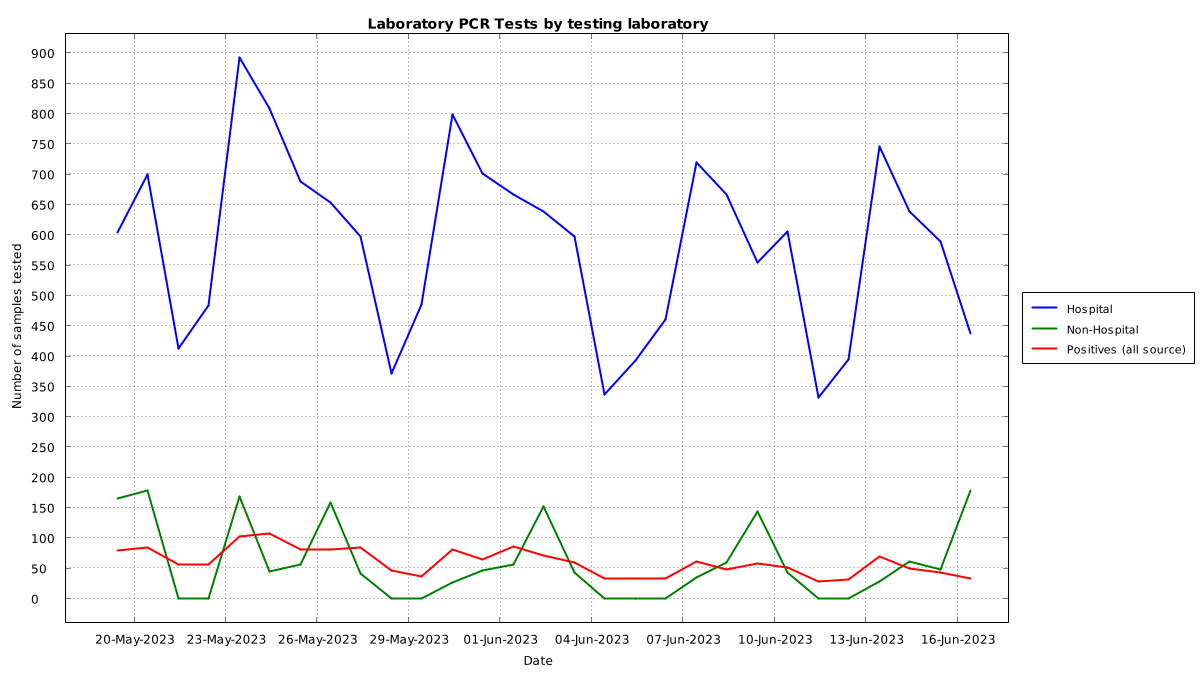 Laboratory PCR Tests by testing laboratory
900
850
800
750
700
650
600
550
500
450
400
350
300
250
200
150
100
50
0
Number of samples tested
20-May-2023 23-May-2023 26-May-2023 29-May-2023 01-Jun-2023 04-Jun-2023 07-Jun-2023 10-Jun-2023 13-Jun-2023 16-Jun-2023
Date
Hospital
Non-Hospital
Positives (all source)